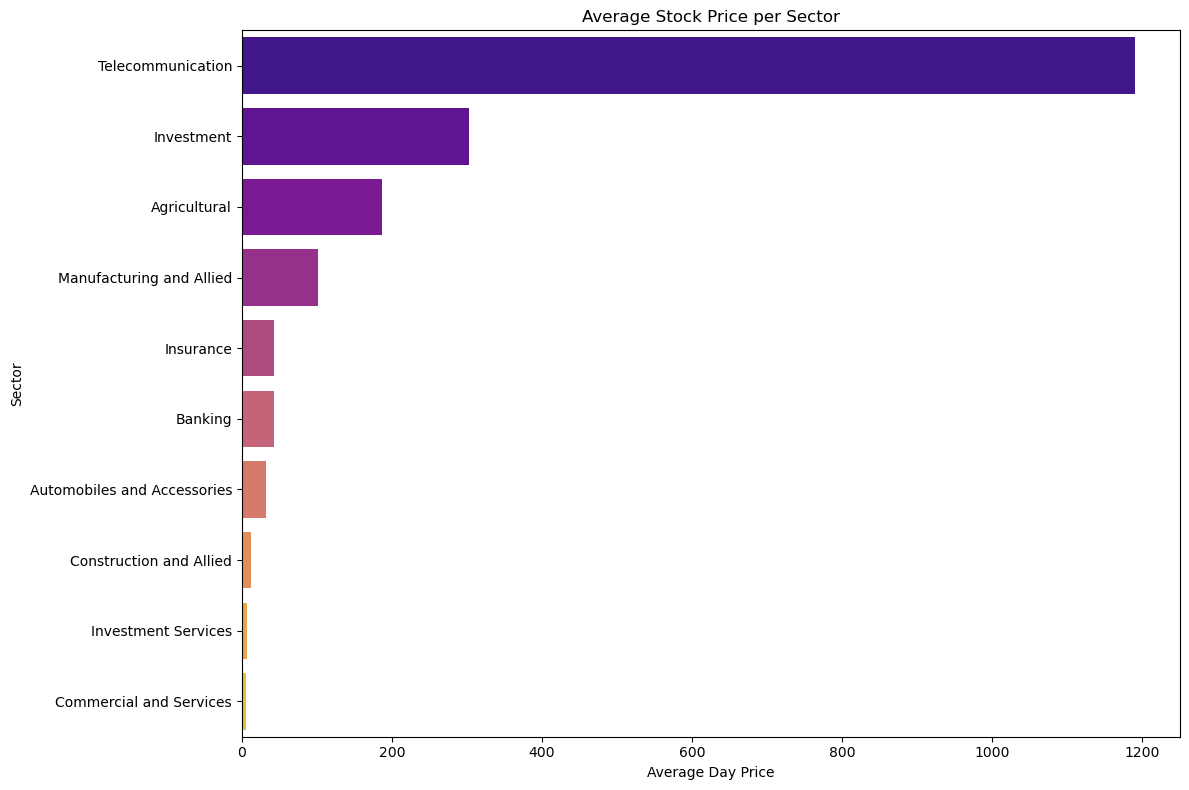 Average Stock Price per Sector
Sector
Telecommunication
Investment
Agricultural
Manufacturing and Allied
Insurance
Banking
Automobiles and Accessories
Construction and Allied
Investment Services
Commercial and Services
0 200 400 600 800 1000 1200
Average Day Price